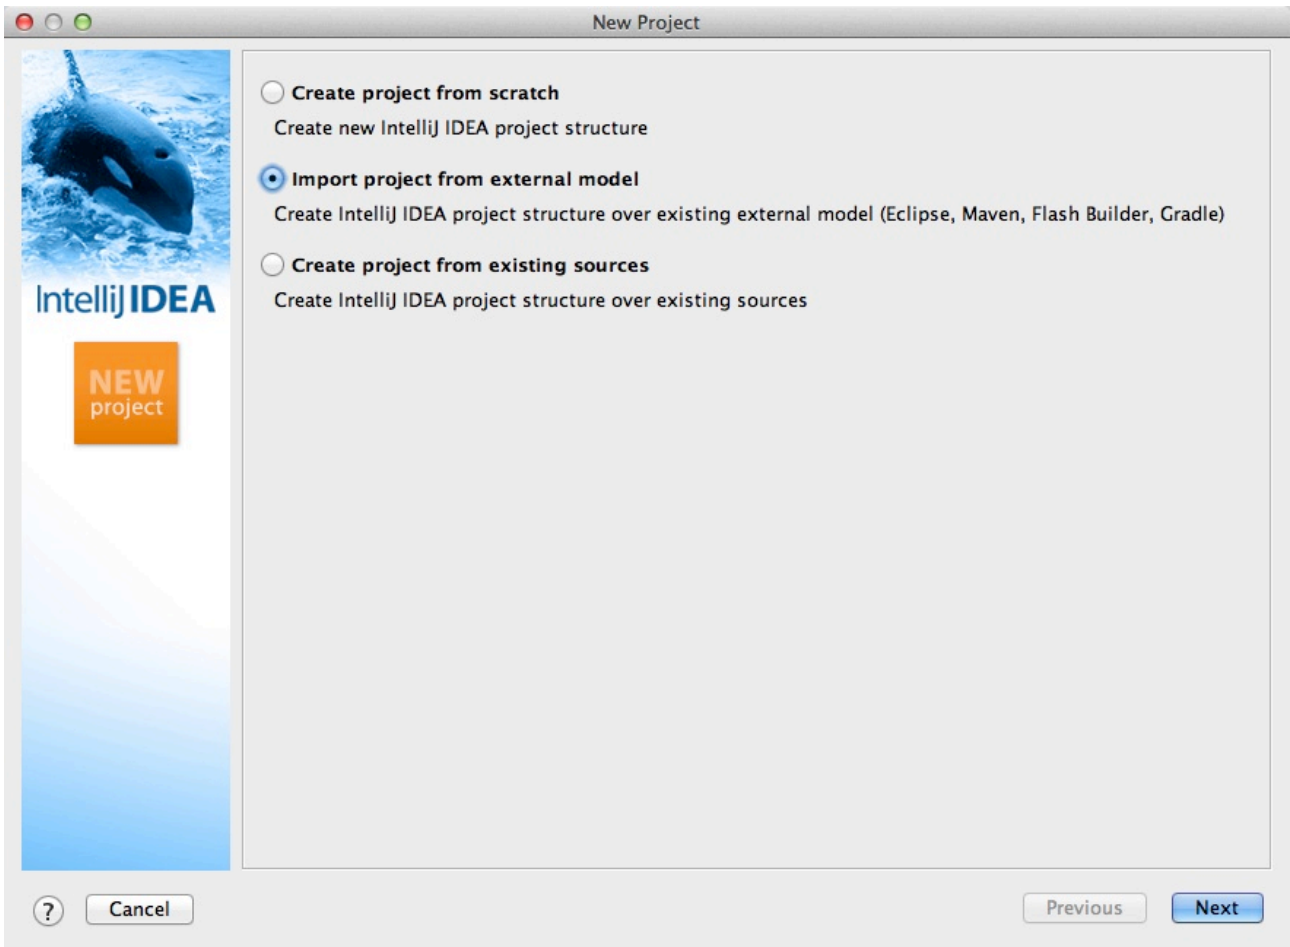 New Project
Create project from scratch
Create new IntelliJ IDEA project structure
Import project from external model
Create IntelliJ IDEA project structure over existing external model (Eclipse, Maven, Flash Builder, Gradle)
Create project from existing sources
Create IntelliJ IDEA project structure over existing sources
IntelliJ IDEA
NEW
project
? Cancel Previous Next